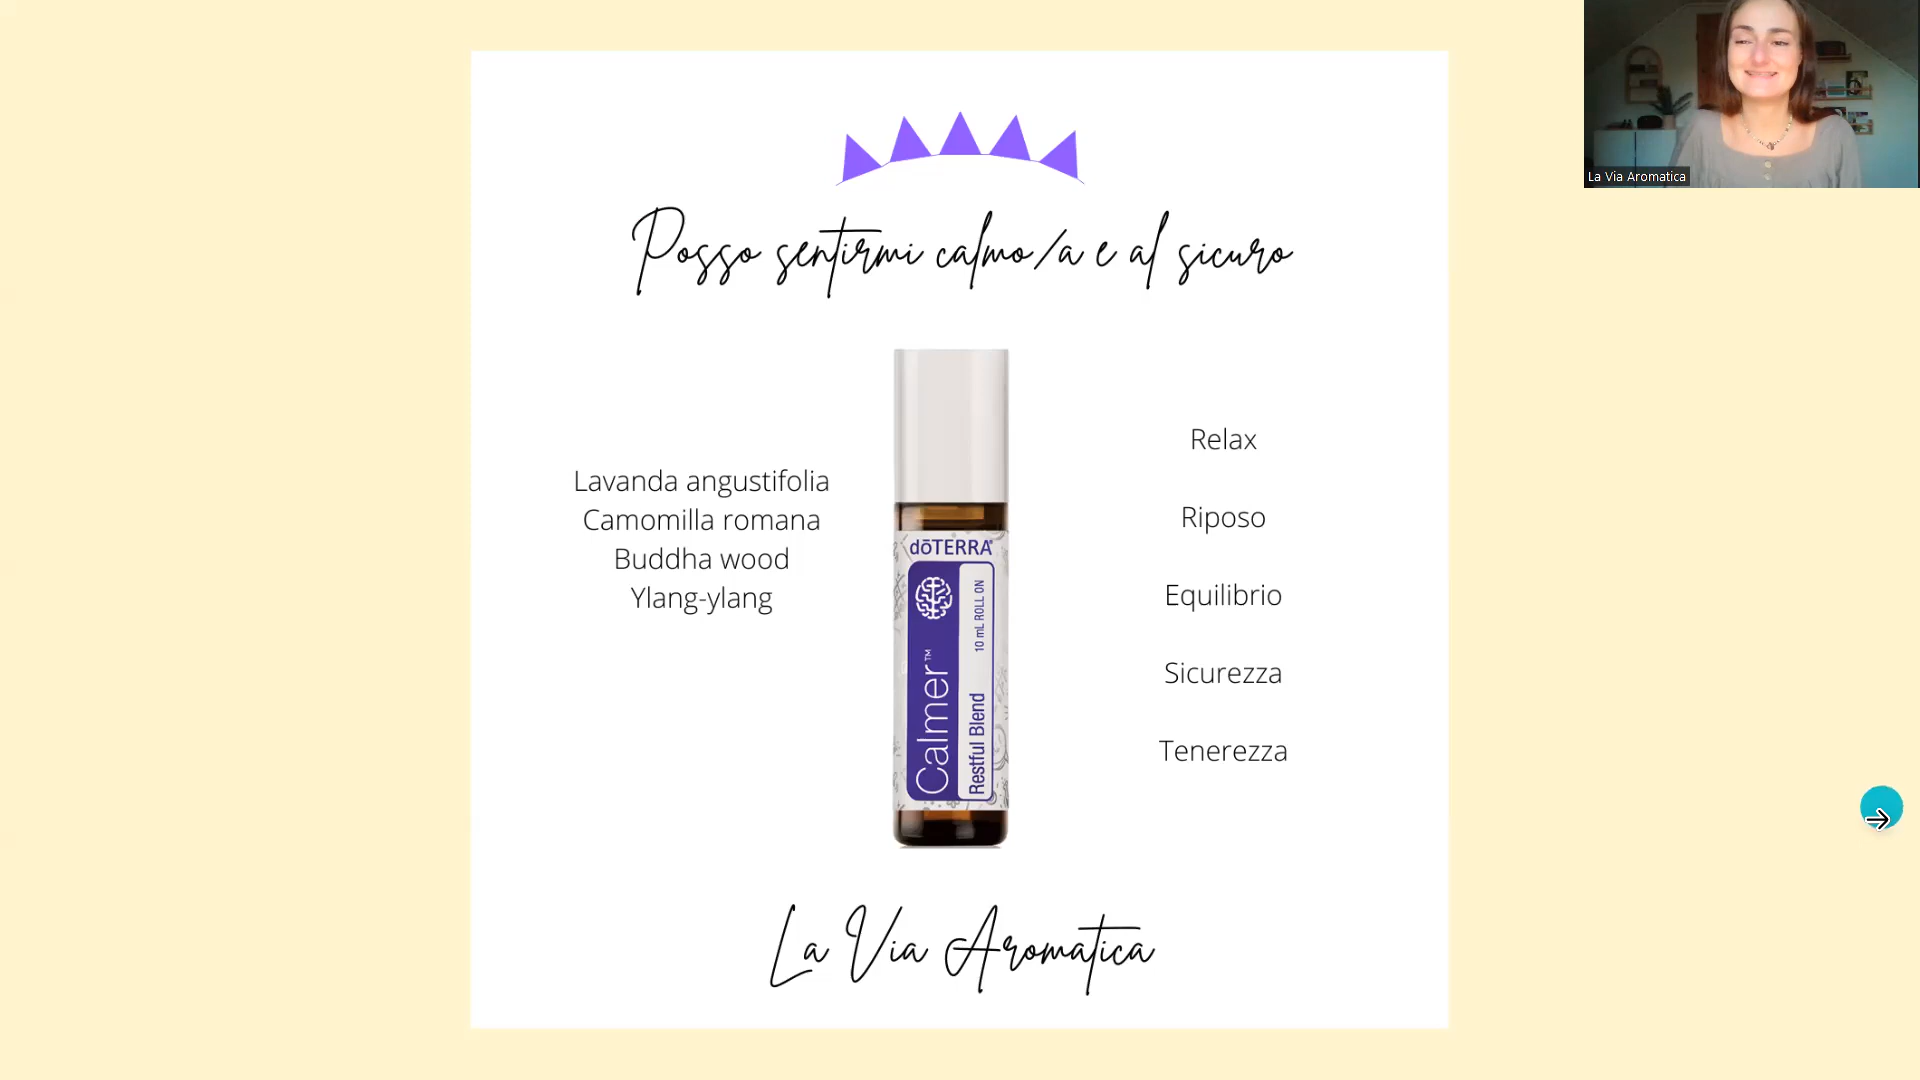 La Via Aromatica
Posso sentirmi calmo/a e al sicuro
Lavanda angustifolia
Camomilla romana
Buddha wood
Ylang-ylang
dōTERRA®
Calmer™
Restful Blend
10 mL ROLL ON
Relax
Riposo
Equilibrio
Sicurezza
Tenerezza
La Via Aromatica